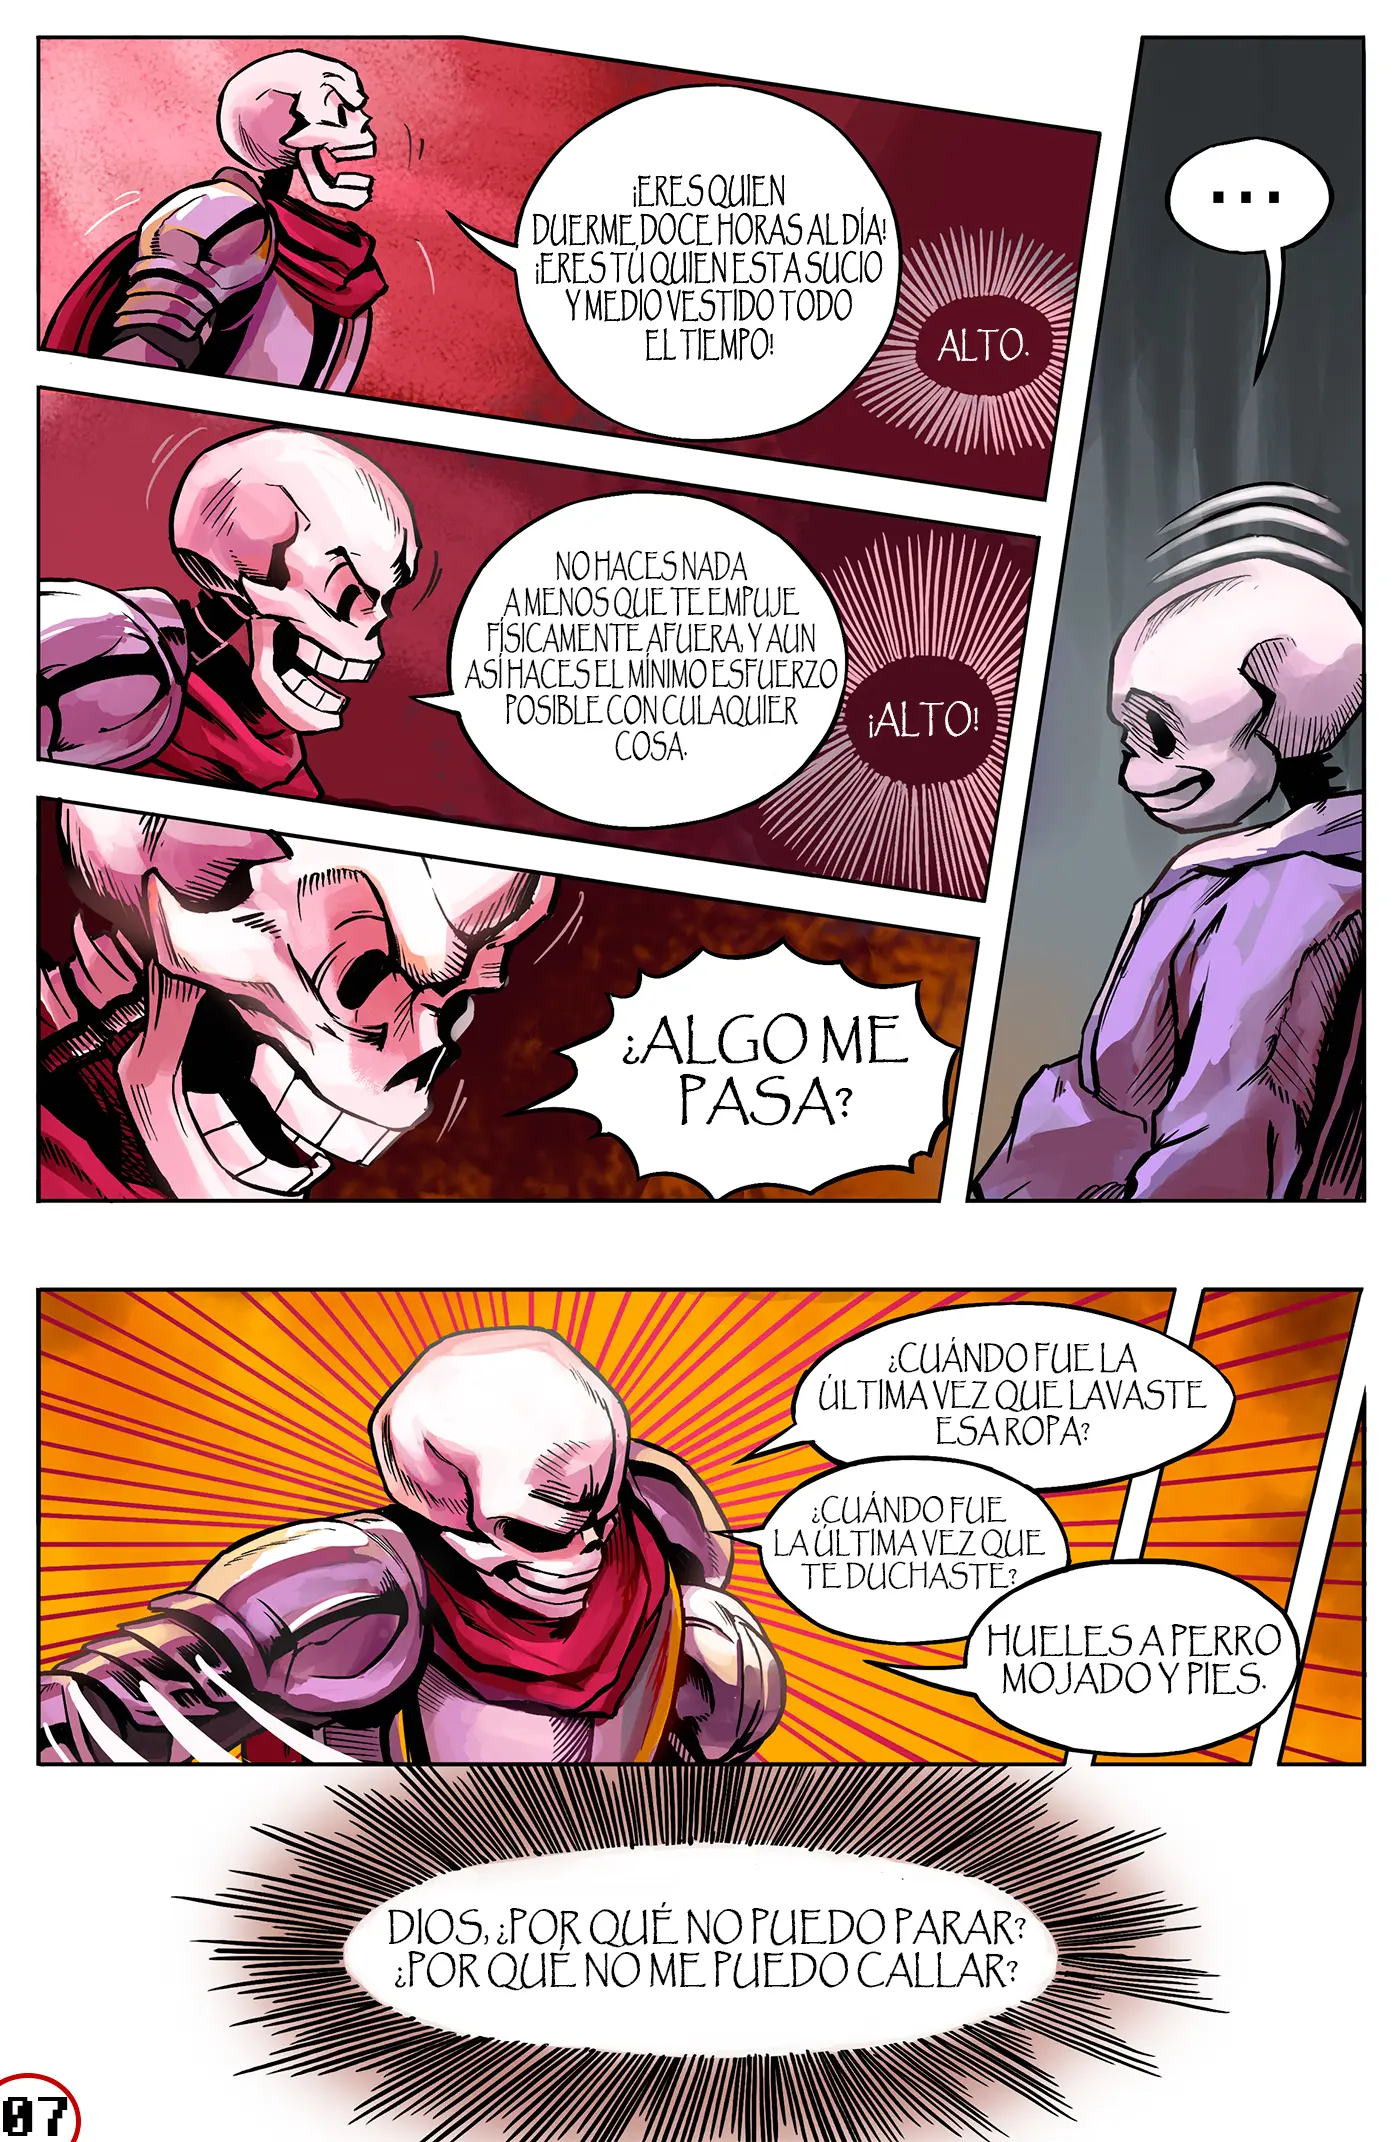 ¡ERES QUIEN
DUERME DOCE HORAS AL DÍA!
¡ERES TÚ QUIEN ESTA SUCIO
Y MEDIO VESTIDO TODO
EL TIEMPO!
ALTO.
...
NO HACES NADA
A MENOS QUE TE EMPUJE
FÍSICAMENTE AFUERA, Y AUN
ASÍ HACES EL MÍNIMO ESFUERZO
POSIBLE CON CULAQUIER
COSA.
¡ALTO!
¿ALGO ME
PASA?
¿CUÁNDO FUE LA
ÚLTIMA VEZ QUE LAVASTE
ESA ROPA?
¿CUÁNDO FUE
LA ÚLTIMA VEZ QUE
TE DUCHASTE?
HUELES A PERRO
MOJADO Y PIES.
DIOS, ¿POR QUÉ NO PUEDO PARAR?
¿POR QUÉ NO ME PUEDO CALLAR?
07